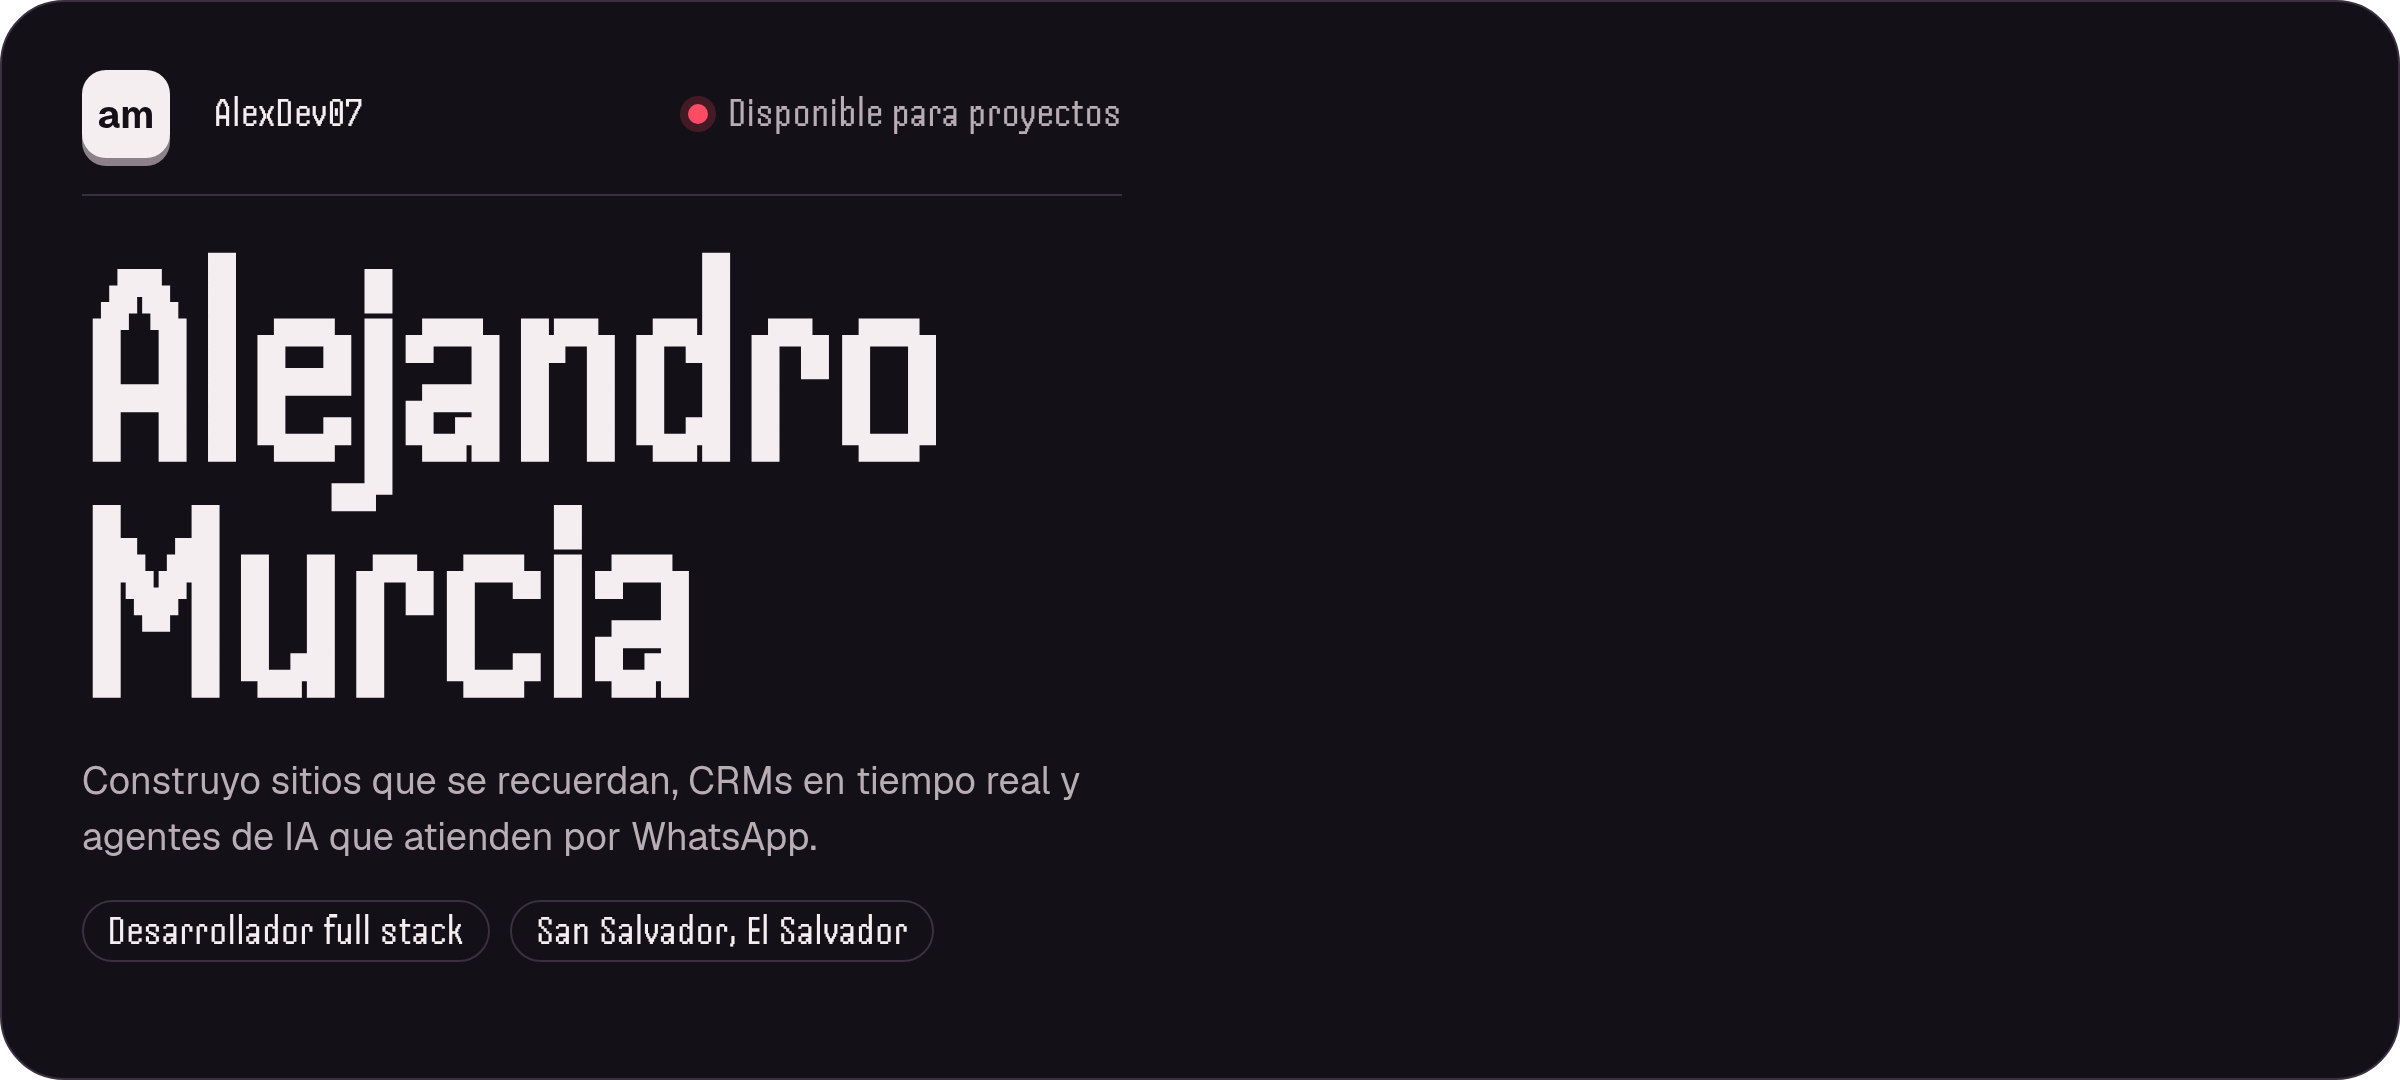 am
AlexDev07
Disponible para proyectos
Alejandro
Murcia
Construyo sitios que se recuerdan, CRMs en tiempo real y
agentes de IA que atienden por WhatsApp.
Desarrollador full stack
San Salvador, El Salvador